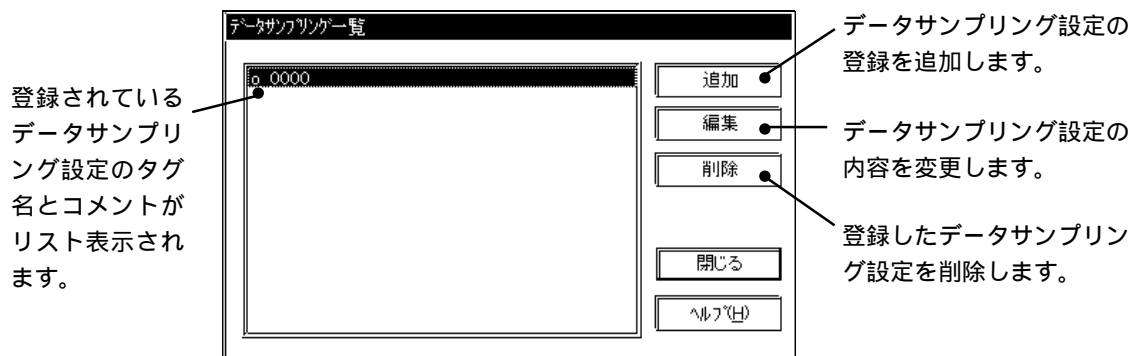 データサンプリング一覧
o_0000
追加
編集
削除
閉じる
ヘルプ(H)
登録されている
データサンプリ
ング設定のタグ
名とコメントが
リスト表示され
ます。
データサンプリング設定の
登録を追加します。
データサンプリング設定の
内容を変更します。
登録したデータサンプリン
グ設定を削除します。